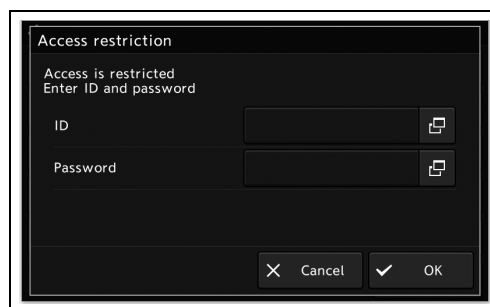 Access restriction
Access is restricted
Enter ID and password
ID
Password
Cancel
OK